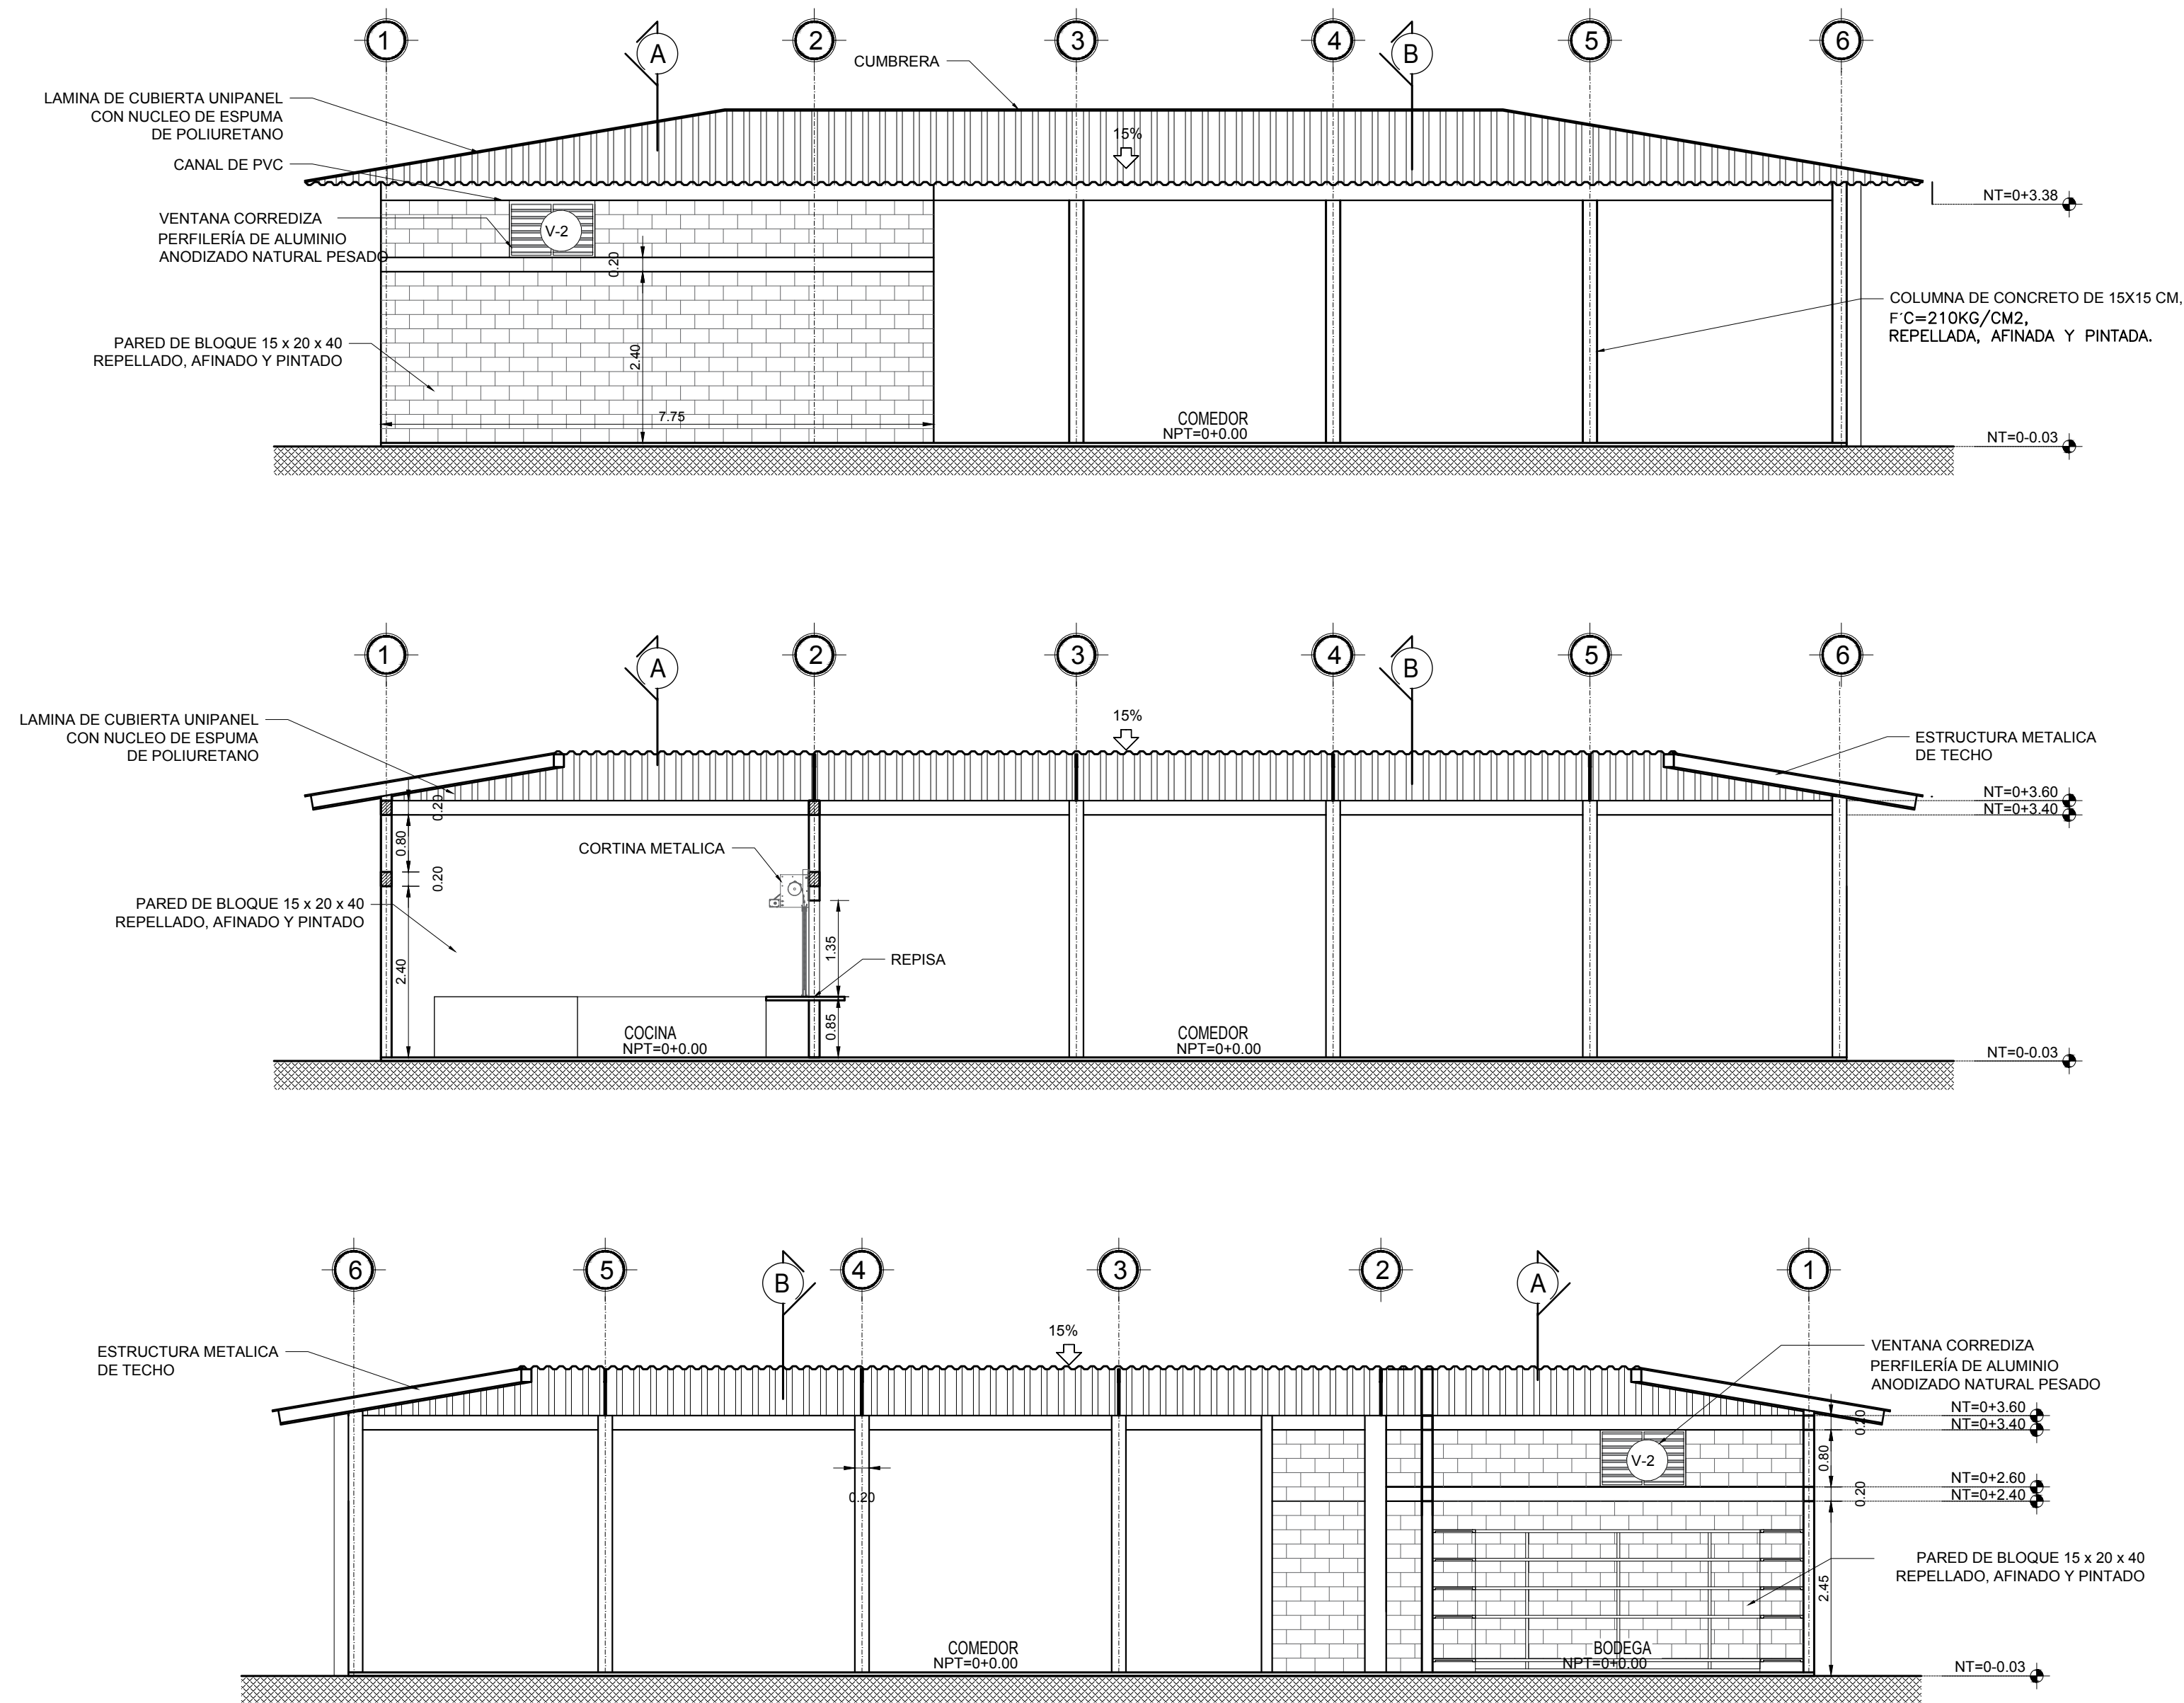 1
A
2
3
4
B
5
6
CUMBRERA
LAMINA DE CUBIERTA UNIPANEL
CON NUCLEO DE ESPUMA
DE POLIURETANO
15%
CANAL DE PVC
NT=0+3.38
VENTANA CORREDIZA
PERFILERÍA DE ALUMINIO
ANODIZADO NATURAL PESADO
V-2
0.20
COLUMNA DE CONCRETO DE 15X15 CM,
F´C=210KG/CM2,
REPELLADA, AFINADA Y PINTADA.
PARED DE BLOQUE 15 x 20 x 40
REPELLADO, AFINADO Y PINTADO
2.40
7.75
COMEDOR
NPT=0+0.00
NT=0-0.03
1
A
2
3
4
B
5
6
LAMINA DE CUBIERTA UNIPANEL
CON NUCLEO DE ESPUMA
DE POLIURETANO
15%
ESTRUCTURA METALICA
DE TECHO
NT=0+3.60
NT=0+3.40
0.20
0.80
0.20
CORTINA METALICA
PARED DE BLOQUE 15 x 20 x 40
REPELLADO, AFINADO Y PINTADO
2.40
1.35
REPISA
0.85
COCINA
NPT=0+0.00
COMEDOR
NPT=0+0.00
NT=0-0.03
6
5
B
4
3
2
A
1
15%
ESTRUCTURA METALICA
DE TECHO
VENTANA CORREDIZA
PERFILERÍA DE ALUMINIO
ANODIZADO NATURAL PESADO
NT=0+3.60
NT=0+3.40
0.20
0.80
V-2
NT=0+2.60
NT=0+2.40
0.20
0.20
PARED DE BLOQUE 15 x 20 x 40
REPELLADO, AFINADO Y PINTADO
2.45
COMEDOR
NPT=0+0.00
BODEGA
NPT=0+0.00
NT=0-0.03